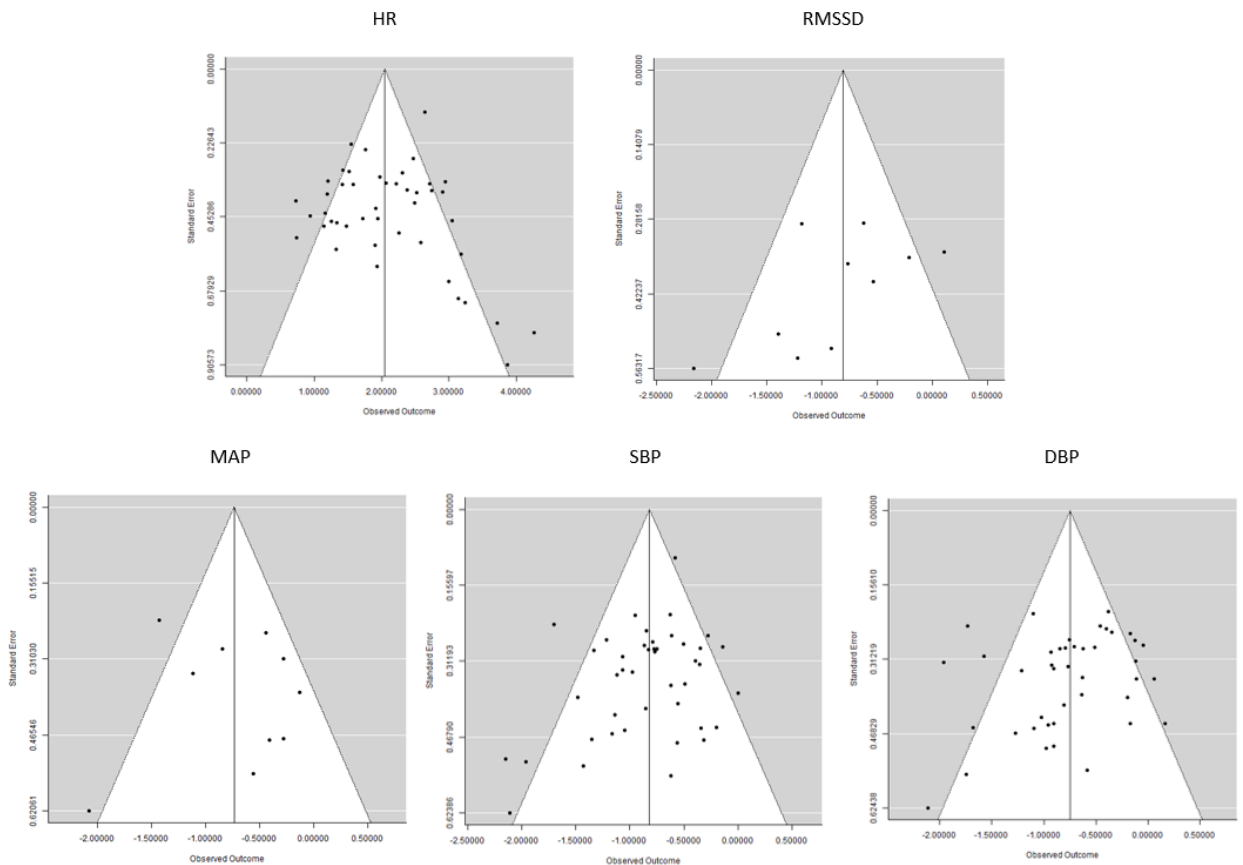 HR
RMSSD
0.00000
0.22643
0.45286
0.67929
0.90573
Standard Error
0.00000 1.00000 2.00000 3.00000 4.00000
Observed Outcome
0.00000
0.14079
0.28158
0.42237
0.56317
Standard Error
-2.50000 -2.00000 -1.50000 -1.00000 -0.50000 0.00000 0.50000
Observed Outcome
MAP
SBP
DBP
0.00000
0.15515
0.31030
0.46546
0.62061
Standard Error
-2.00000 -1.50000 -1.00000 -0.50000 0.00000 0.50000
Observed Outcome
0.00000
0.15597
0.31193
0.46790
0.62386
Standard Error
-2.50000 -2.00000 -1.50000 -1.00000 -0.50000 0.00000 0.50000
Observed Outcome
0.00000
0.15610
0.31219
0.46829
0.62438
Standard Error
-2.00000 -1.50000 -1.00000 -0.50000 0.00000 0.50000
Observed Outcome